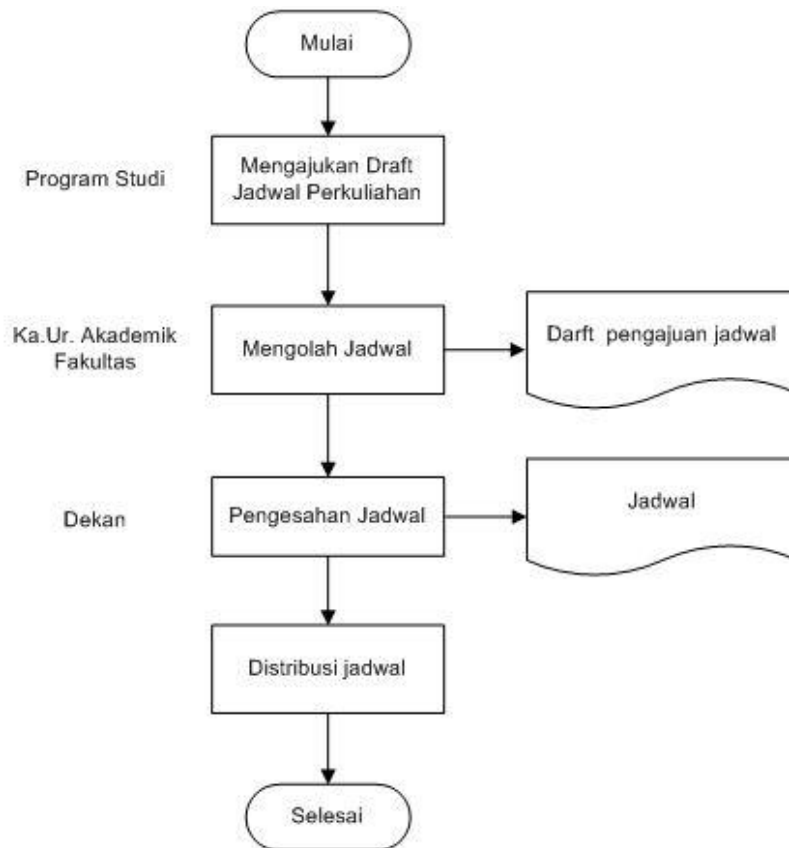 Mulai
Program Studi
Mengajukan Draft
Jadwal Perkuliahan
Ka.Ur. Akademik
Fakultas
Mengolah Jadwal
Darft  pengajuan jadwal
Dekan
Pengesahan Jadwal
Jadwal
Distribusi jadwal
Selesai